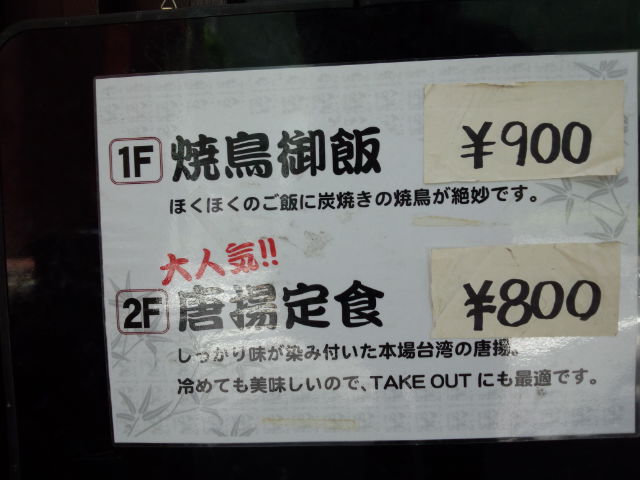 1F 焼鳥御飯 ¥900
ほくほくのご飯に炭焼きの焼鳥が絶妙です。
大人気!!
2F 唐揚定食 ¥800
しっかり味が染み付いた本場台湾の唐揚。
冷めても美味しいので、TAKE OUTにも最適です。